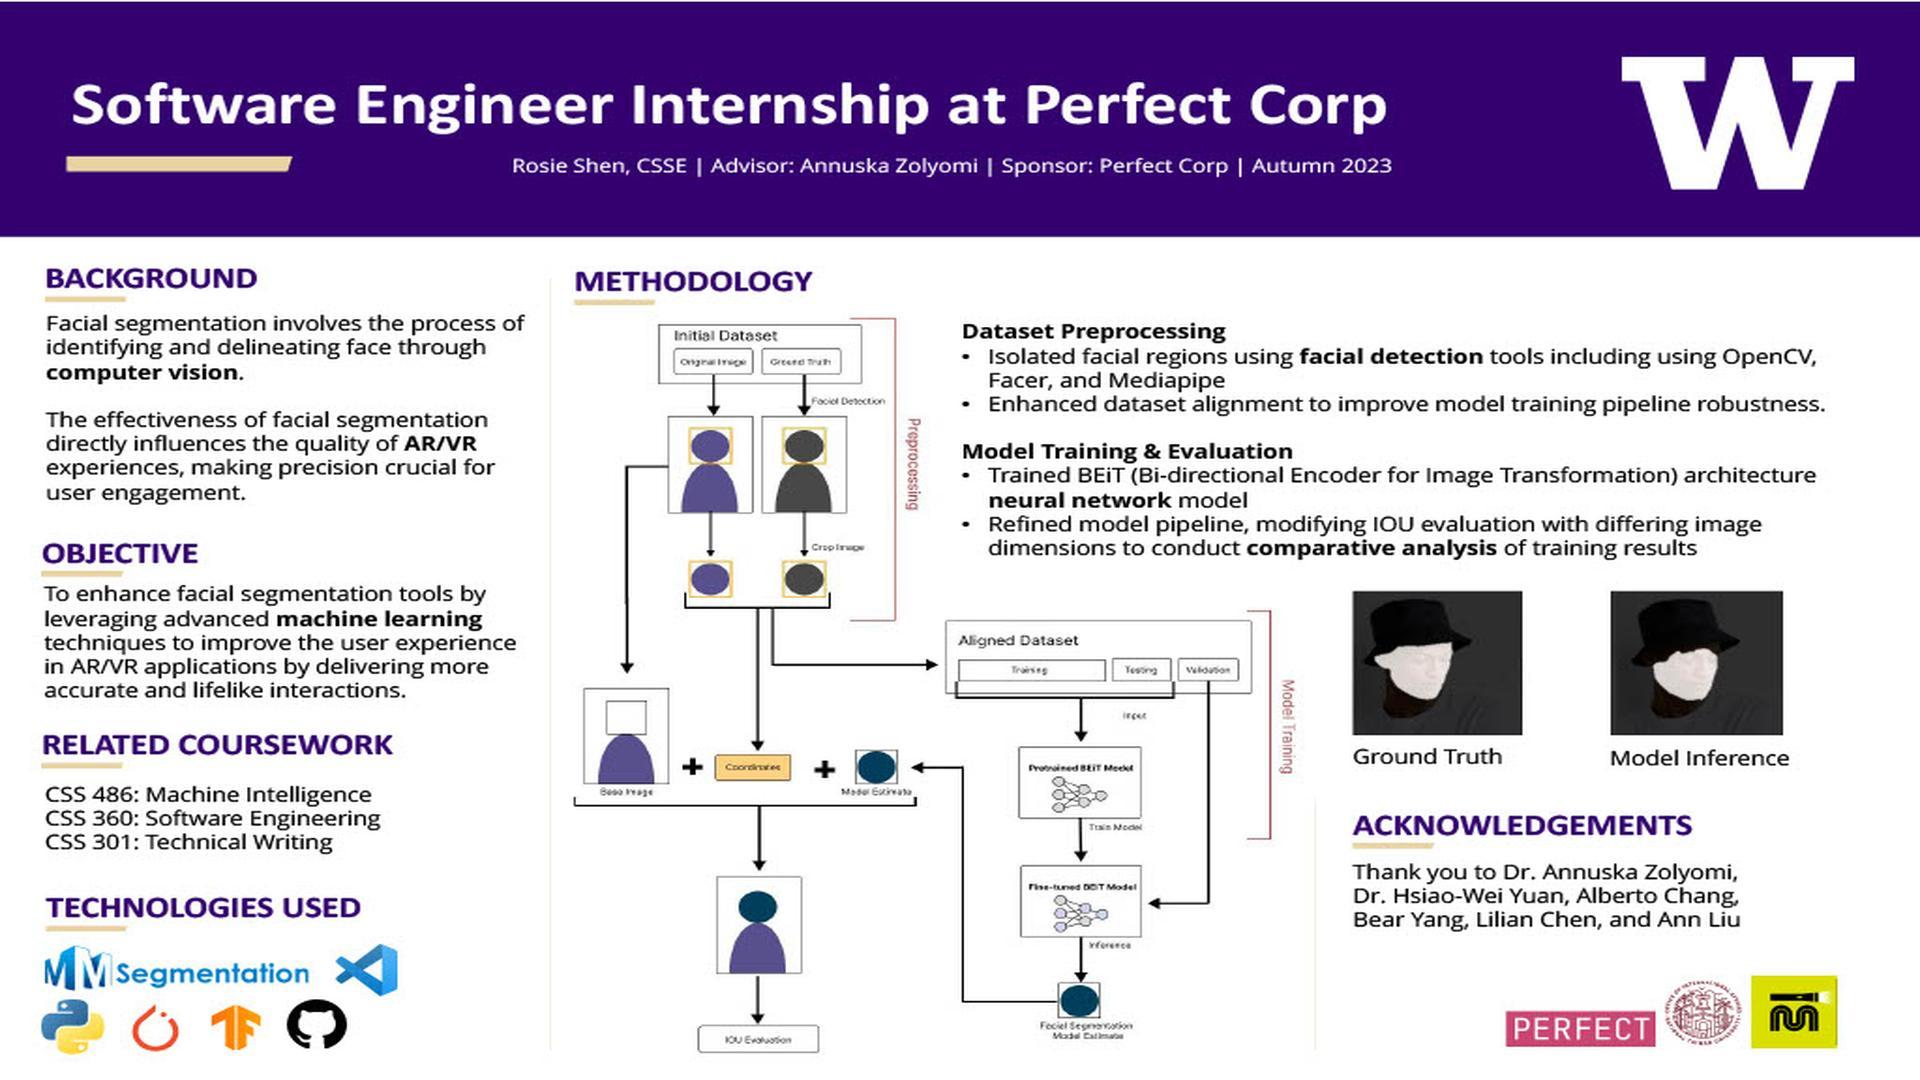 Software Engineer Internship at Perfect Corp
Rosie Shen, CSSE | Advisor: Annuska Zolyomi | Sponsor: Perfect Corp | Autumn 2023
W
BACKGROUND
Facial segmentation involves the process of
identifying and delineating face through
computer vision.
The effectiveness of facial segmentation
directly influences the quality of AR/VR
experiences, making precision crucial for
user engagement.
OBJECTIVE
To enhance facial segmentation tools by
leveraging advanced machine learning
techniques to improve the user experience
in AR/VR applications by delivering more
accurate and lifelike interactions.
RELATED COURSEWORK
CSS 486: Machine Intelligence
CSS 360: Software Engineering
CSS 301: Technical Writing
TECHNOLOGIES USED
MMSegmentation
METHODOLOGY
Initial Dataset
Original Image
Ground Truth
Facial Detection
Crop Image
Preprocessing
Base Image
+
Coordinates
+
Model Estimate
IOU Evaluation
Aligned Dataset
Training
Testing
Validation
Input
Pretrained BEiT Model
Train Model
Fine-tuned BEiT Model
Inference
Facial Segmentation
Model Estimate
Model Training
Dataset Preprocessing
• Isolated facial regions using facial detection tools including using OpenCV,
Facer, and Mediapipe
• Enhanced dataset alignment to improve model training pipeline robustness.
Model Training & Evaluation
• Trained BEiT (Bi-directional Encoder for Image Transformation) architecture
neural network model
• Refined model pipeline, modifying IOU evaluation with differing image
dimensions to conduct comparative analysis of training results
Ground Truth
Model Inference
ACKNOWLEDGEMENTS
Thank you to Dr. Annuska Zolyomi,
Dr. Hsiao-Wei Yuan, Alberto Chang,
Bear Yang, Lilian Chen, and Ann Liu
PERFECT